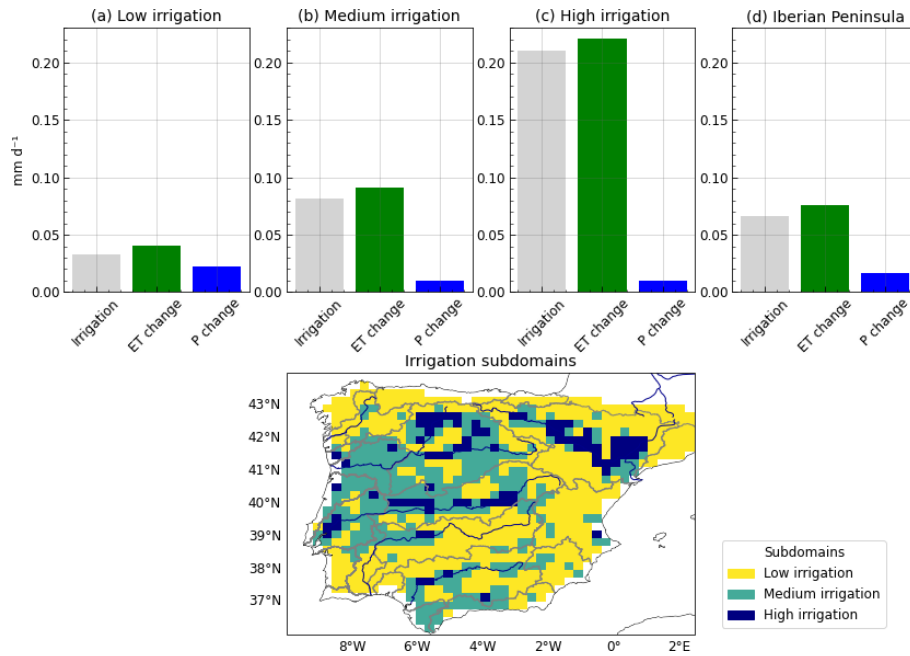 (a) Low irrigation
(b) Medium irrigation
(c) High irrigation
(d) Iberian Peninsula
mm d⁻¹
0.20
0.15
0.10
0.05
0.00
0.20
0.15
0.10
0.05
0.00
0.20
0.15
0.10
0.05
0.00
0.20
0.15
0.10
0.05
0.00
Irrigation
ET change
P change
Irrigation
ET change
P change
Irrigation
ET change
P change
Irrigation
ET change
P change
Irrigation subdomains
43°N
42°N
41°N
40°N
39°N
38°N
37°N
8°W
6°W
4°W
2°W
0°
2°E
Subdomains
Low irrigation
Medium irrigation
High irrigation